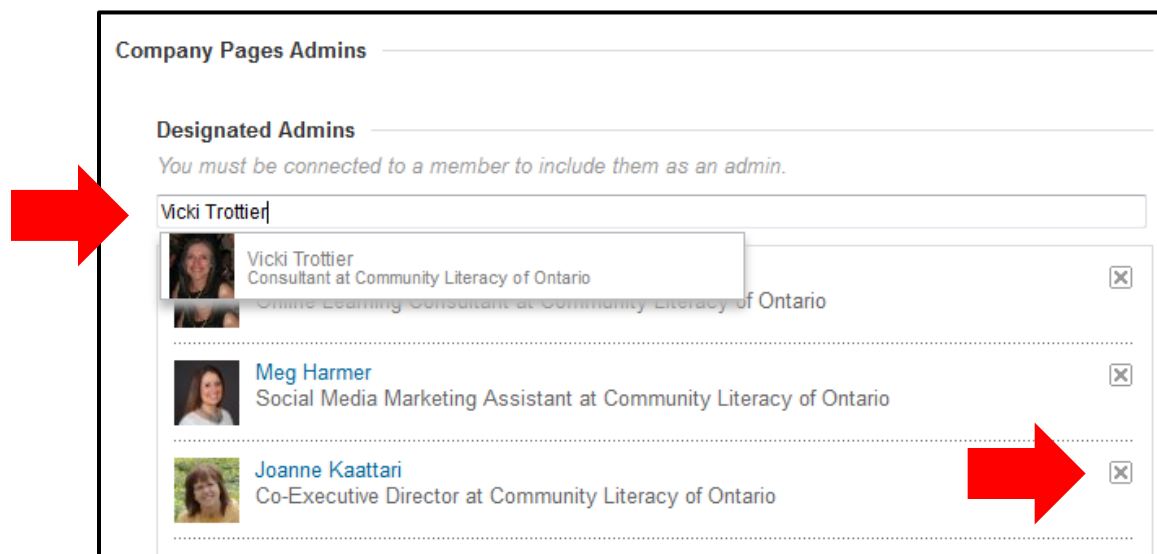 Company Pages Admins
Designated Admins
You must be connected to a member to include them as an admin.
Vicki Trottier
Vicki Trottier
Consultant at Community Literacy of Ontario
Online Learning Consultant at Community Literacy of Ontario
Meg Harmer
Social Media Marketing Assistant at Community Literacy of Ontario
Joanne Kaattari
Co-Executive Director at Community Literacy of Ontario